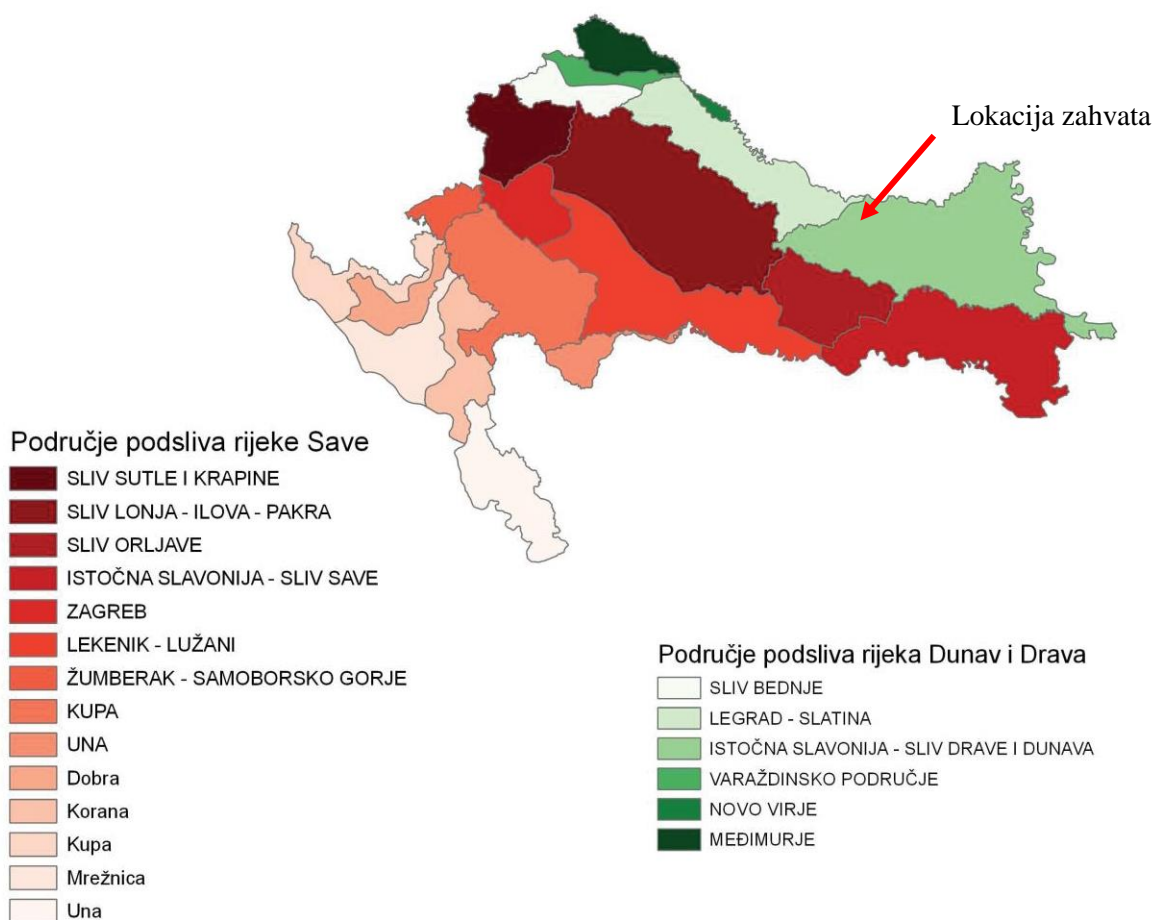 Lokacija zahvata
Područje podsliva rijeke Save
SLIV SUTLE I KRAPINE
SLIV LONJA - ILOVA - PAKRA
SLIV ORLJAVE
ISTOČNA SLAVONIJA - SLIV SAVE
ZAGREB
LEKENIK - LUŽANI
ŽUMBERAK - SAMOBORSKO GORJE
KUPA
UNA
Dobra
Korana
Kupa
Mrežnica
Una
Područje podsliva rijeka Dunav i Drava
SLIV BEDNJE
LEGRAD - SLATINA
ISTOČNA SLAVONIJA - SLIV DRAVE I DUNAVA
VARAŽDINSKO PODRUČJE
NOVO VIRJE
MEĐIMURJE